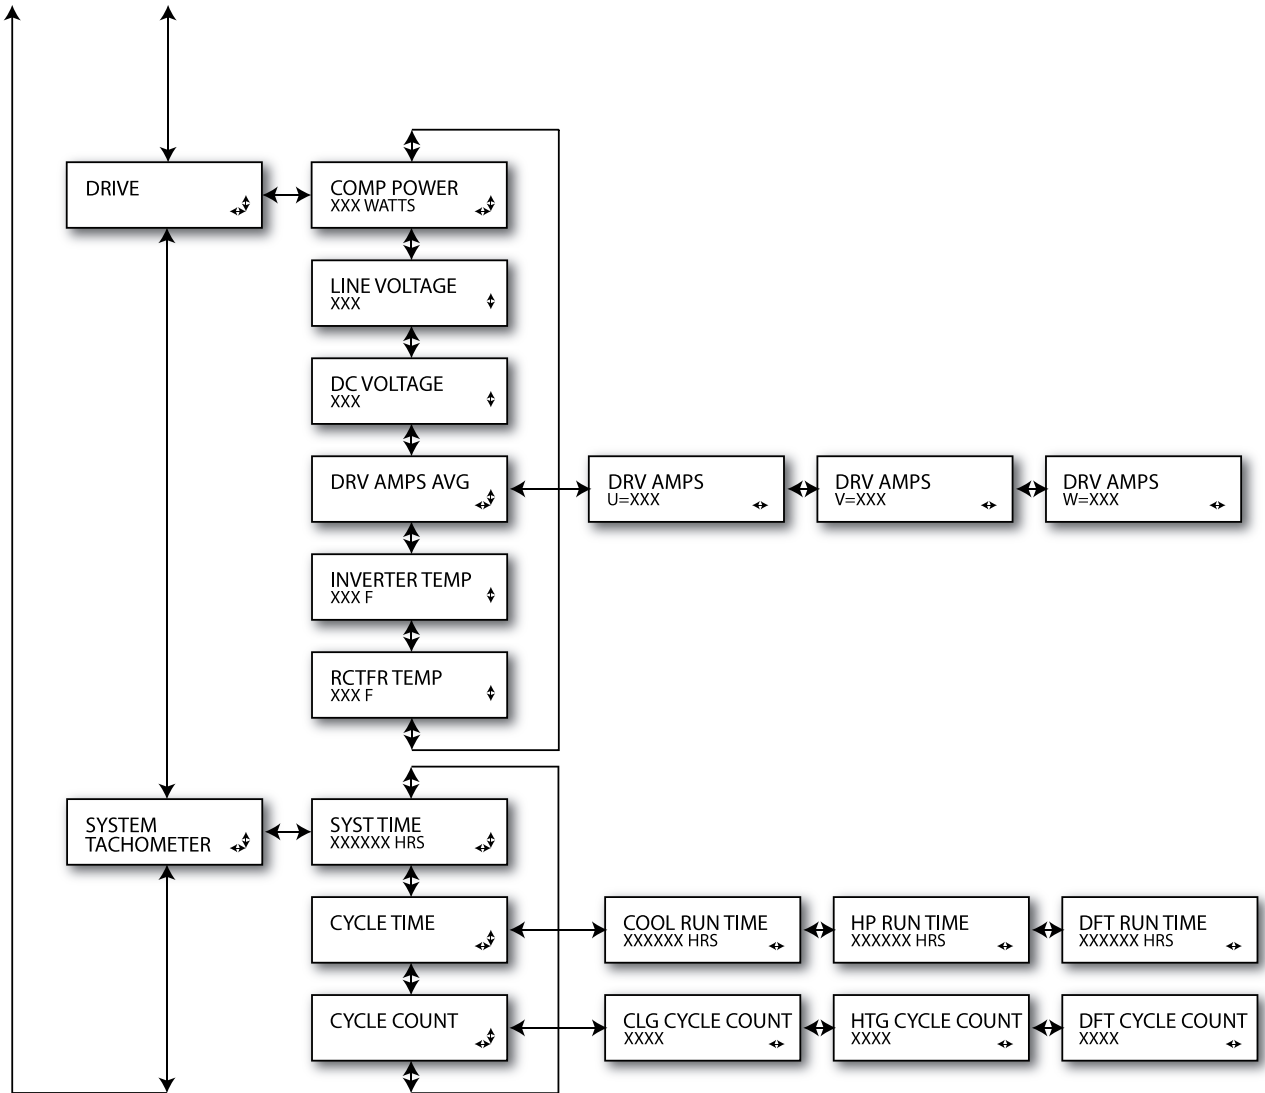 DRIVE
COMP POWER
XXX WATTS
LINE VOLTAGE
XXX
DC VOLTAGE
XXX
DRV AMPS AVG
DRV AMPS
U=XXX
DRV AMPS
V=XXX
DRV AMPS
W=XXX
INVERTER TEMP
XXX F
RCTFR TEMP
XXX F
SYSTEM
TACHOMETER
SYST TIME
XXXXXX HRS
CYCLE TIME
COOL RUN TIME
XXXXXX HRS
HP RUN TIME
XXXXXX HRS
DFT RUN TIME
XXXXXX HRS
CYCLE COUNT
CLG CYCLE COUNT
XXXX
HTG CYCLE COUNT
XXXX
DFT CYCLE COUNT
XXXX